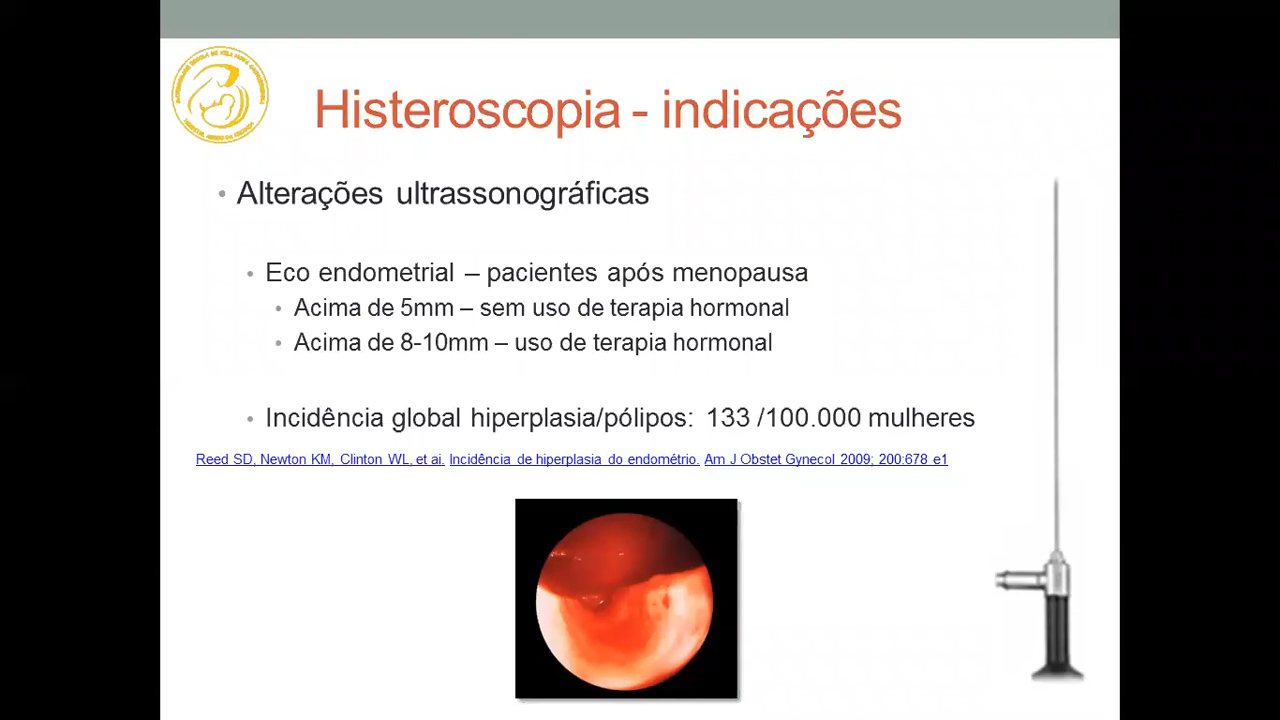 Histeroscopia - indicações
• Alterações ultrassonográficas
• Eco endometrial – pacientes após menopausa
• Acima de 5mm – sem uso de terapia hormonal
• Acima de 8-10mm – uso de terapia hormonal
• Incidência global hiperplasia/pólipos: 133 /100.000 mulheres
Reed SD, Newton KM, Clinton WL, et ai. Incidência de hiperplasia do endométrio. Am J Obstet Gynecol 2009; 200:678 e1